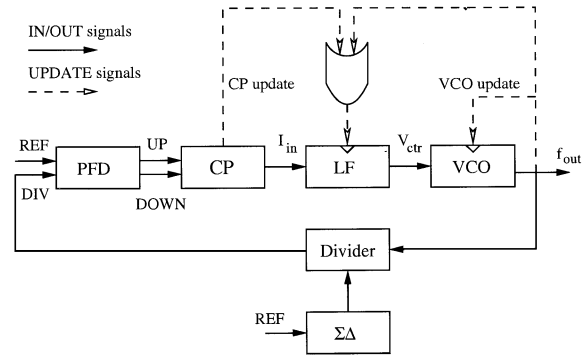 IN/OUT signals
UPDATE signals
CP update
VCO update
REF
UP
I in
V ctr
f out
PFD
CP
LF
VCO
DIV
DOWN
Divider
REF
ΣΔ